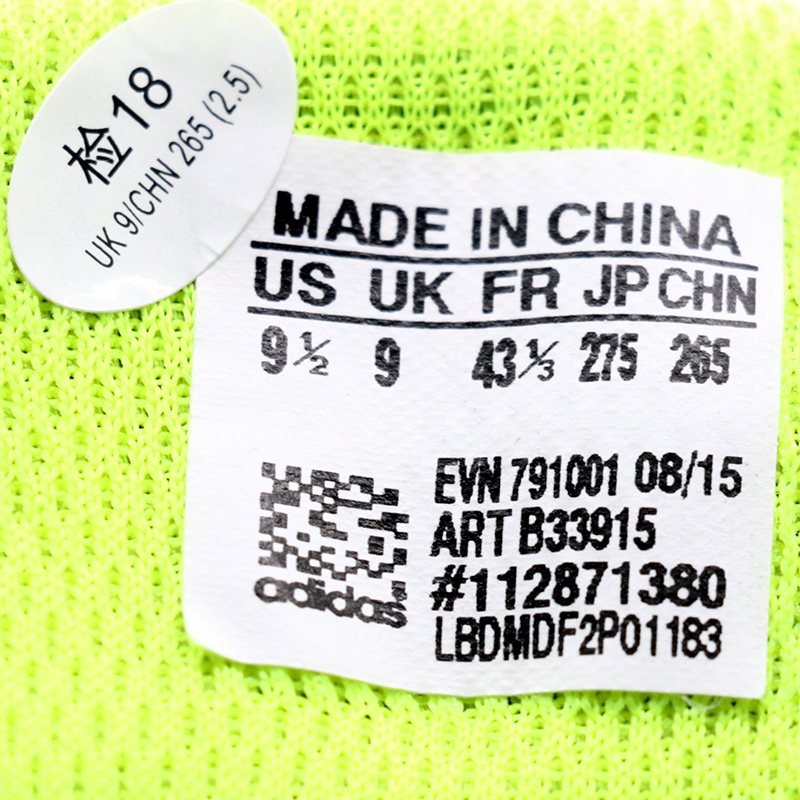 检18
UK 9/CHN 265 (2.5)
MADE IN CHINA
US UK FR JP CHN
9½ 9 43⅓ 275 265
EVN 791001 08/15
ART B33915
#112871380
LBDMDF2P01183
adidas